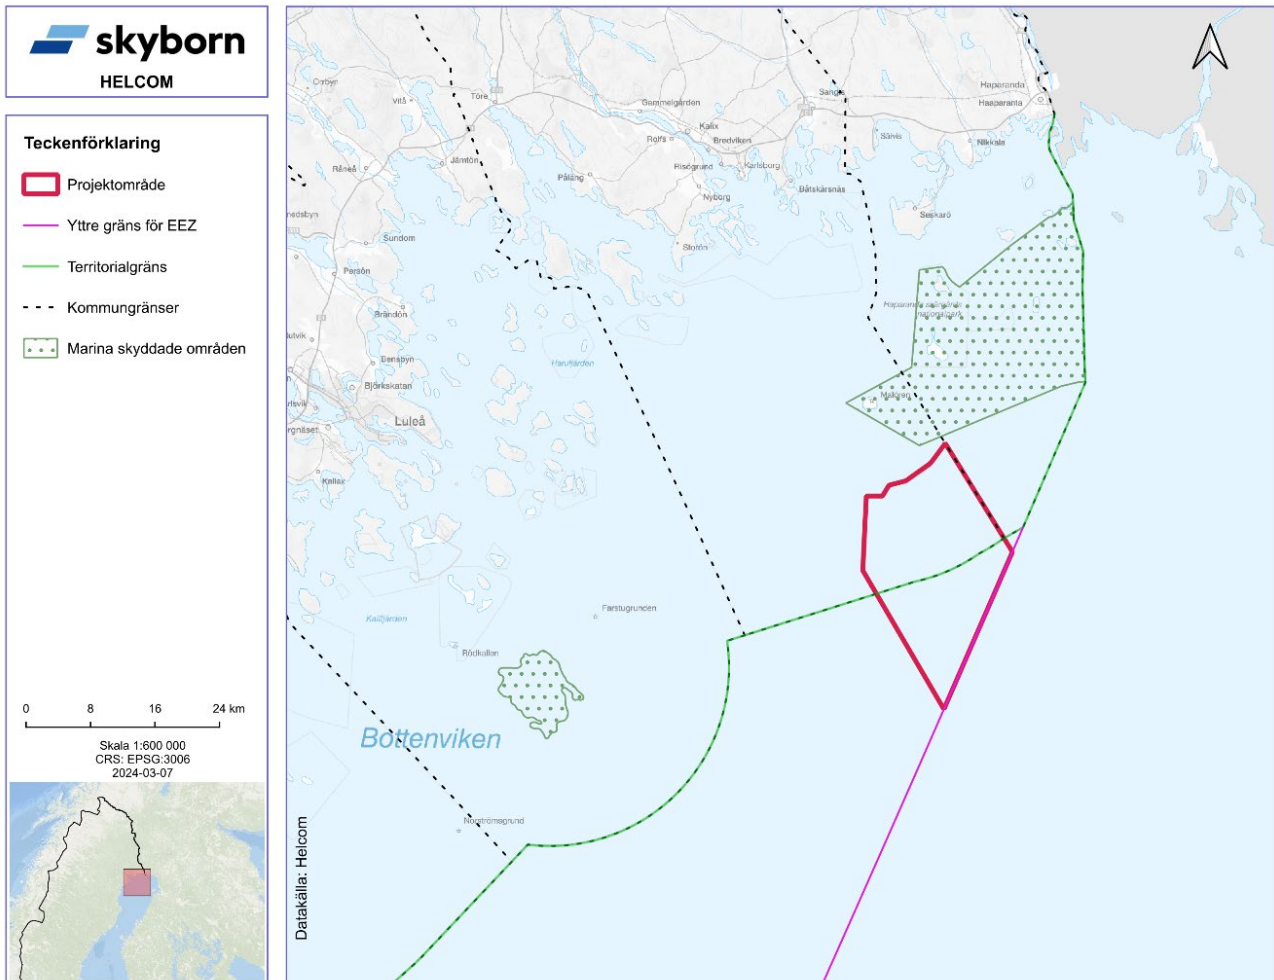 skyborn
HELCOM
Teckenförklaring
Projektområde
Yttre gräns för EEZ
Territorialgräns
Kommungränser
Marina skyddade områden
0 8 16 24 km
Skala 1:600 000
CRS: EPSG:3006
2024-03-07
Datakälla: Helcom
Vitå
Töre
Sangis
Haparanda
Haaparanta
Gammelgården
Kalix
Rolfs
Bredviken
Säivis
Nikkala
Råneå
Jämtön
Risögrund
Karlsborg
Påläng
Nyborg
Båtskärsnäs
Seskarö
Sundom
Storön
Persön
nationalpark
Brändön
Bensbyn
Björkskatan
Malören
Luleå
Kallax
Farstugrunden
Rödkallen
Bottenviken
Norströmsgrund